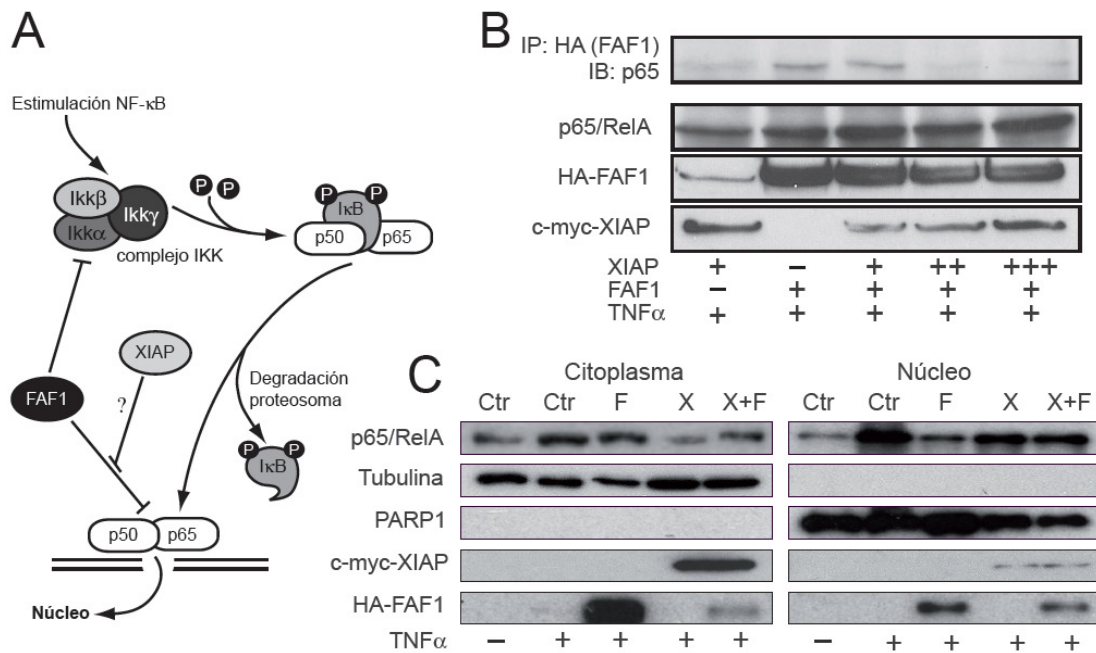 A
Estimulación NF-κB
P P
Ikkβ
Ikkγ
Ikkα
complejo IKK
P P
IκB
p50 p65
XIAP
FAF1
?
Degradación
proteosoma
P P
IκB
p50 p65
Núcleo
B
IP: HA (FAF1)
IB: p65
p65/RelA
HA-FAF1
c-myc-XIAP
XIAP + − + ++ +++
FAF1 − + + + +
TNFα + + + + +
C
Citoplasma Núcleo
Ctr Ctr F X X+F Ctr Ctr F X X+F
p65/RelA
Tubulina
PARP1
c-myc-XIAP
HA-FAF1
TNFα − + + + + − + + + +